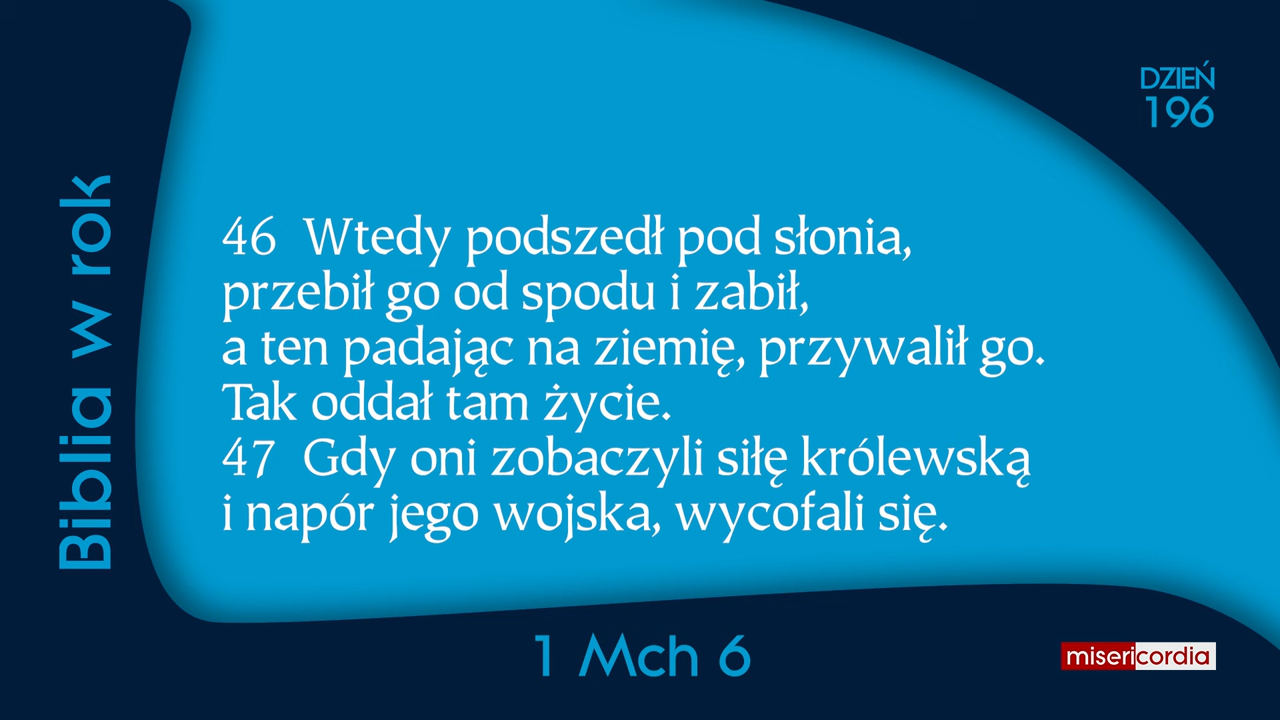 DZIEŃ
196
Biblia w rok
46 Wtedy podszedł pod słonia,
przebił go od spodu i zabił,
a ten padając na ziemię, przywalił go.
Tak oddał tam życie.
47 Gdy oni zobaczyli siłę królewską
i napór jego wojska, wycofali się.
1 Mch 6
misericordia